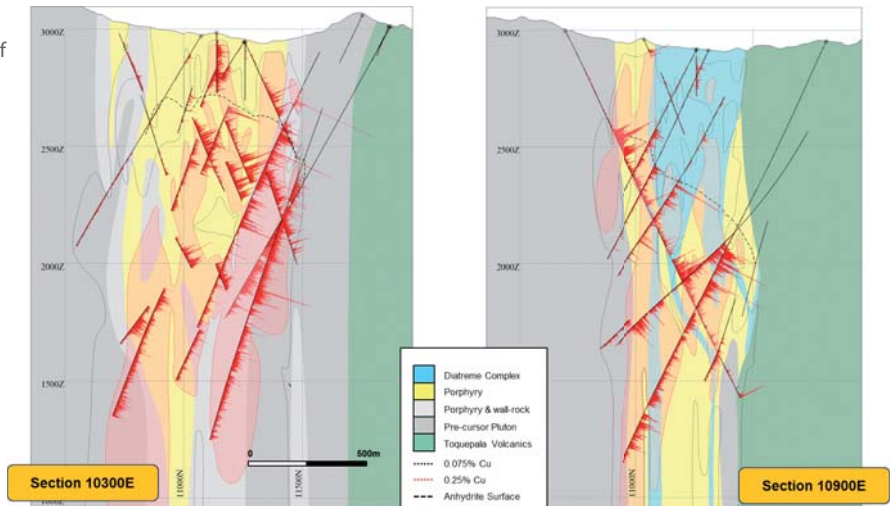 f
3000Z
2500Z
2000Z
1500Z
11000N
11500N
Section 10300E
0
500m
Diatreme Complex
Porphyry
Porphyry & wall-rock
Pre-cursor Pluton
Toquepala Volcanics
0.075% Cu
0.25% Cu
Anhydrite Surface
3000Z
2500Z
2000Z
1500Z
11000N
Section 10900E